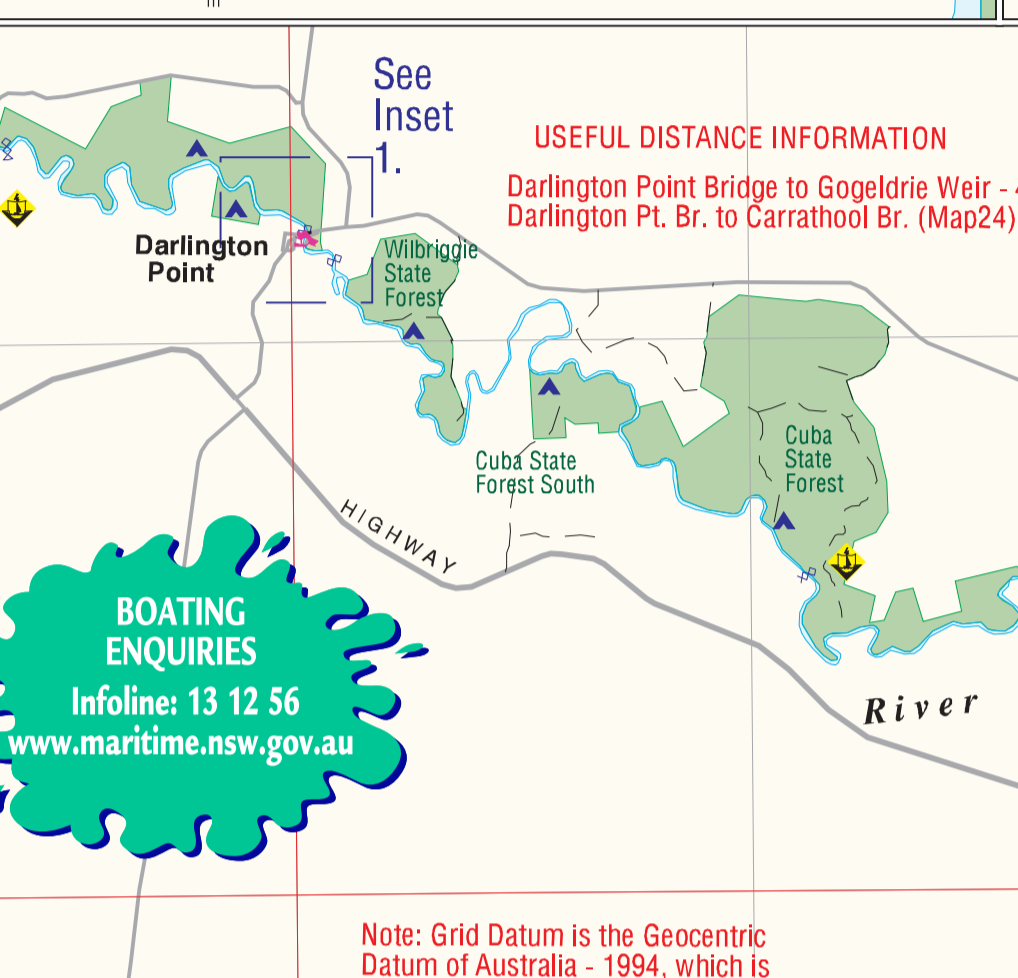 See
Inset
1.
USEFUL DISTANCE INFORMATION
Darlington Point Bridge to Gogeldrie Weir -
Darlington Pt. Br. to Carrathool Br. (Map24)
Darlington
Point
Wilbriggie
State
Forest
Cuba State
Forest South
Cuba
State
Forest
HIGHWAY
BOATING
ENQUIRIES
Infoline: 13 12 56
www.maritime.nsw.gov.au
River
Note: Grid Datum is the Geocentric
Datum of Australia - 1994, which is